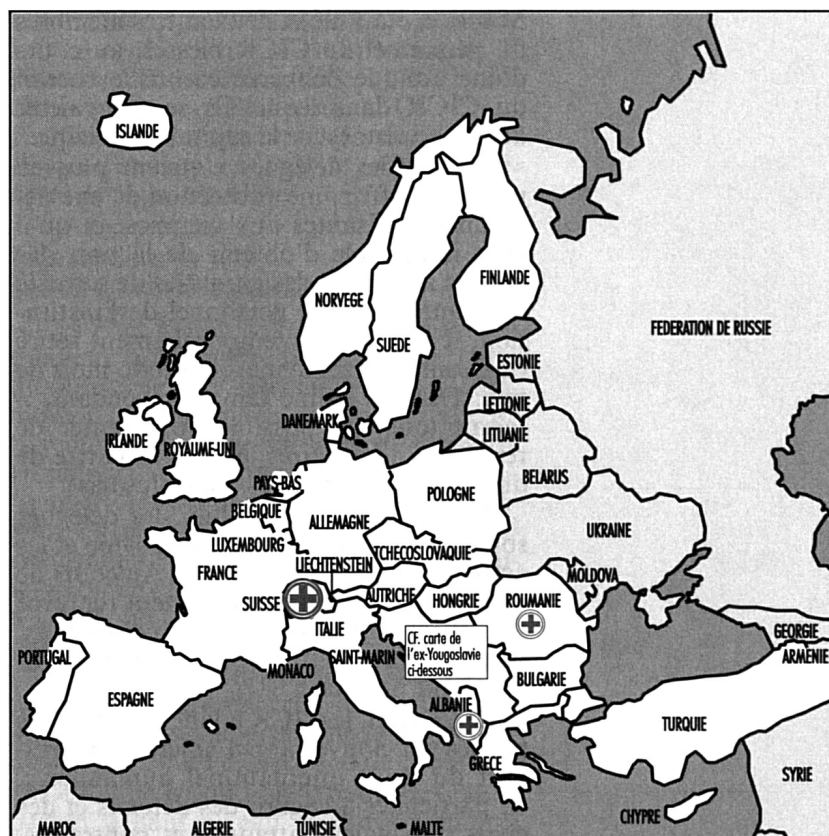 ISLANDE
NORVEGE
SUEDE
FINLANDE
FEDERATION DE RUSSIE
ESTONIE
LETTONIE
LITUANIE
DANEMARK
IRLANDE
ROYAUME-UNI
BELARUS
PAYS-BAS
POLOGNE
BELGIQUE
ALLEMAGNE
UKRAINE
LUXEMBOURG
TCHECOSLOVAQUIE
LIECHTENSTEIN
FRANCE
MOLDOVA
SUISSE
AUTRICHE
HONGRIE
ROUMANIE
ITALIE
CF. carte de
l'ex-Yougoslavie
ci-dessous
GEORGIE
PORTUGAL
SAINT-MARIN
ARMENIE
MONACO
BULGARIE
ESPAGNE
ALBANIE
TURQUIE
GRECE
SYRIE
CHYPRE
MAROC
ALGERIE
TUNISIE
MALTE